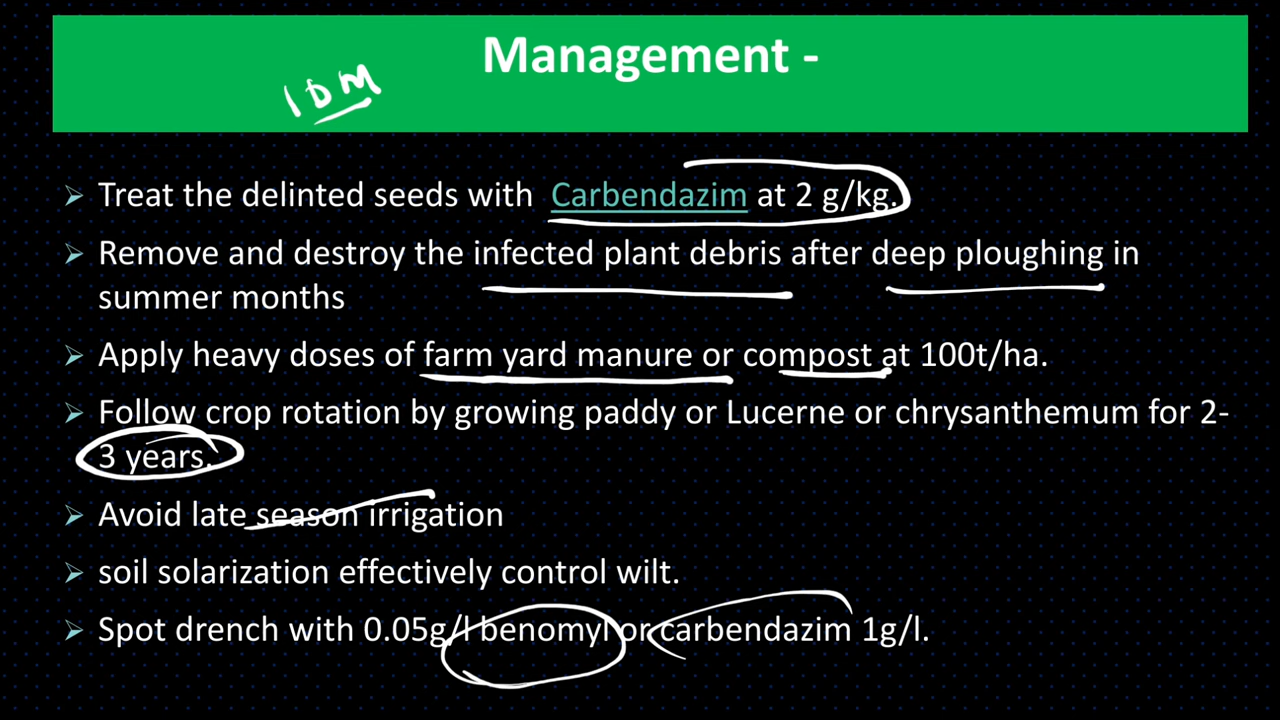 Management -
IDM
➢ Treat the delinted seeds with Carbendazim at 2 g/kg.
➢ Remove and destroy the infected plant debris after deep ploughing in
summer months
➢ Apply heavy doses of farm yard manure or compost at 100t/ha.
➢ Follow crop rotation by growing paddy or Lucerne or chrysanthemum for 2-
3 years.
➢ Avoid late season irrigation
➢ soil solarization effectively control wilt.
➢ Spot drench with 0.05g/l benomyl or carbendazim 1g/l.